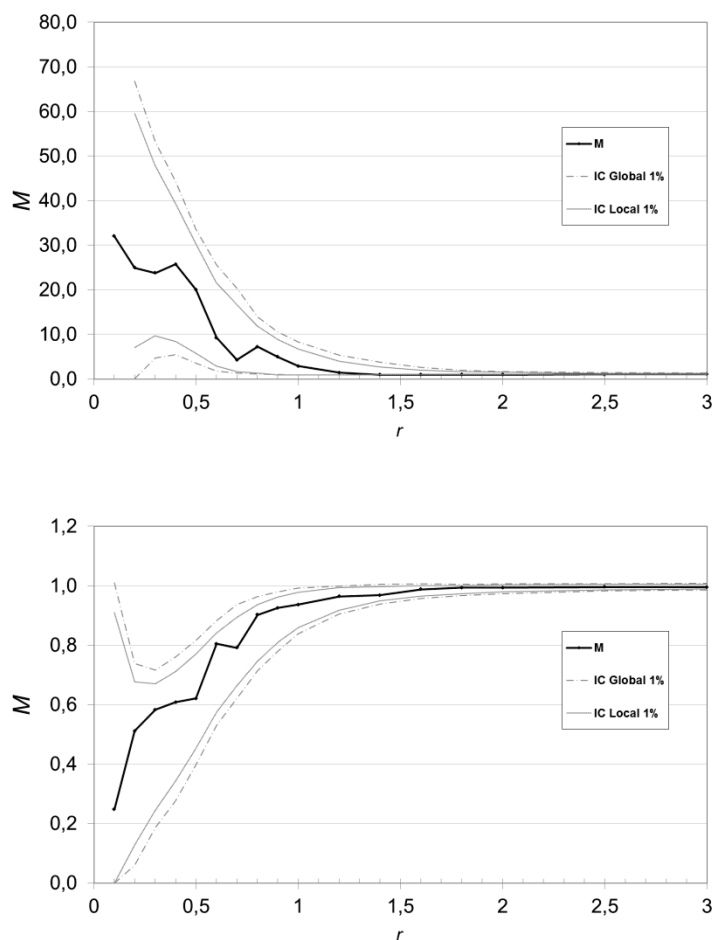 80,0
70,0
60,0
50,0
40,0
30,0
20,0
10,0
0,0
M
M
IC Global 1%
IC Local 1%
0 0,5 1 1,5 2 2,5 3
r
1,2
1,0
0,8
0,6
0,4
0,2
0,0
M
M
IC Global 1%
IC Local 1%
0 0,5 1 1,5 2 2,5 3
r